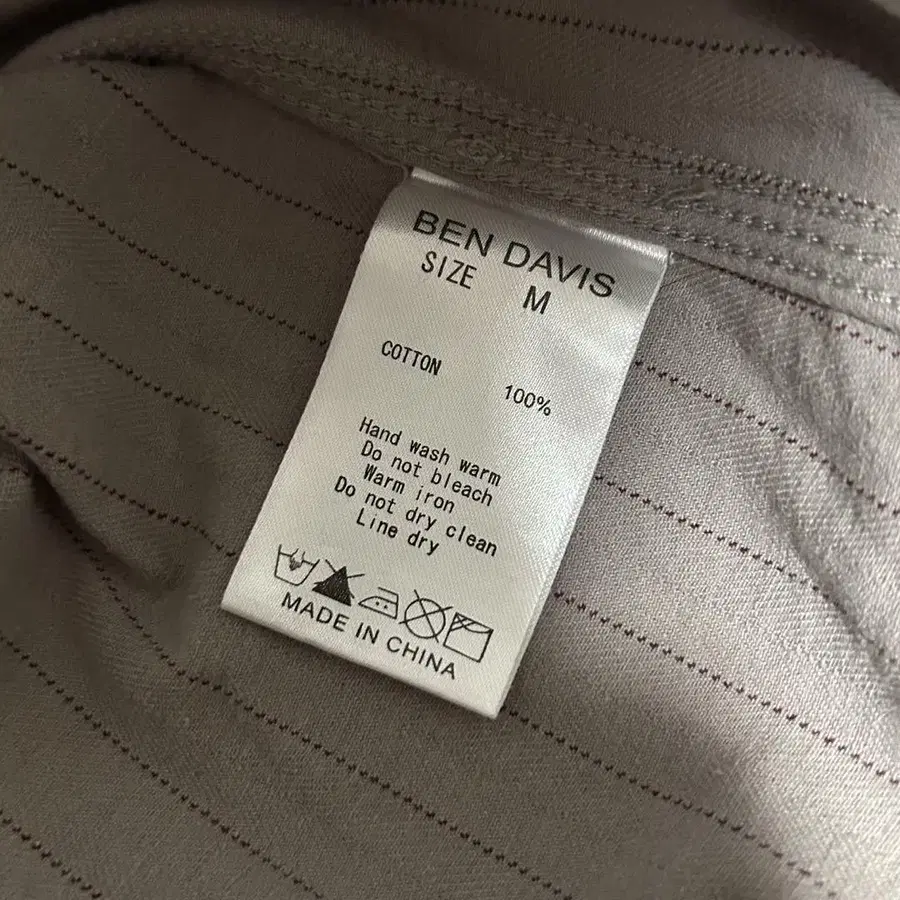 BEN DAVIS
SIZE M
COTTON
100%
Hand wash warm
Do not bleach
Warm iron
Do not dry clean
Line dry
MADE IN CHINA